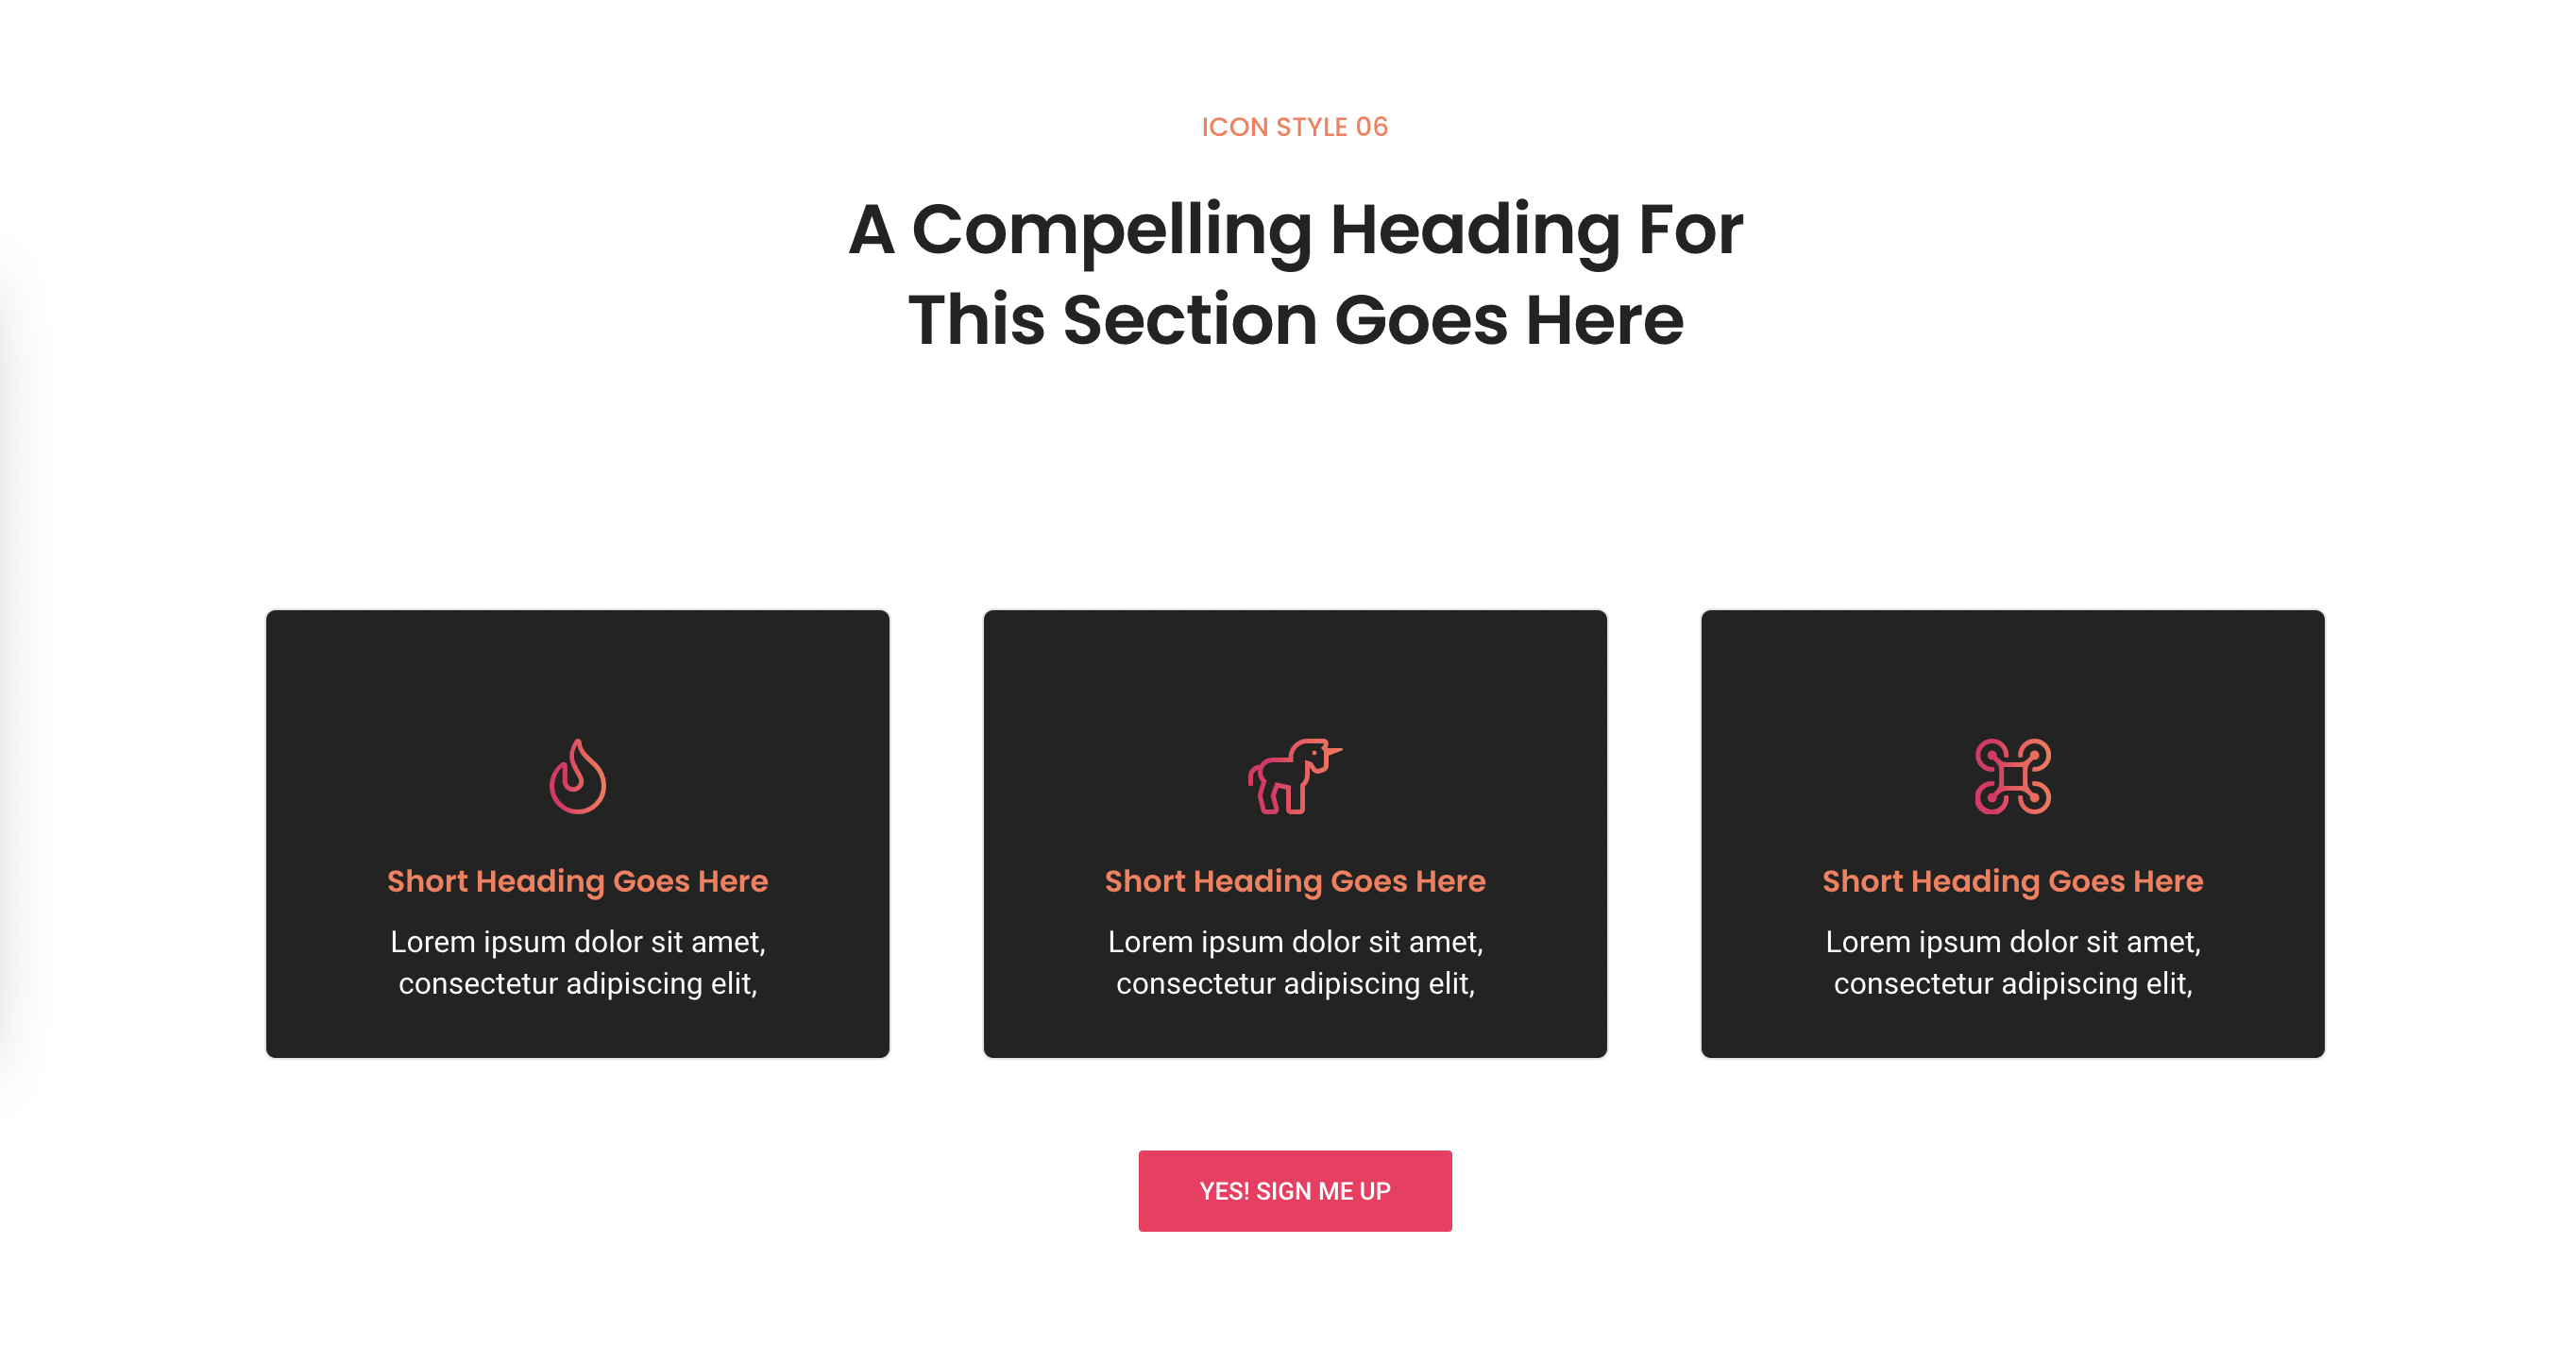 ICON STYLE 06
A Compelling Heading For
This Section Goes Here
Short Heading Goes Here
Lorem ipsum dolor sit amet,
consectetur adipiscing elit,
Short Heading Goes Here
Lorem ipsum dolor sit amet,
consectetur adipiscing elit,
Short Heading Goes Here
Lorem ipsum dolor sit amet,
consectetur adipiscing elit,
YES! SIGN ME UP